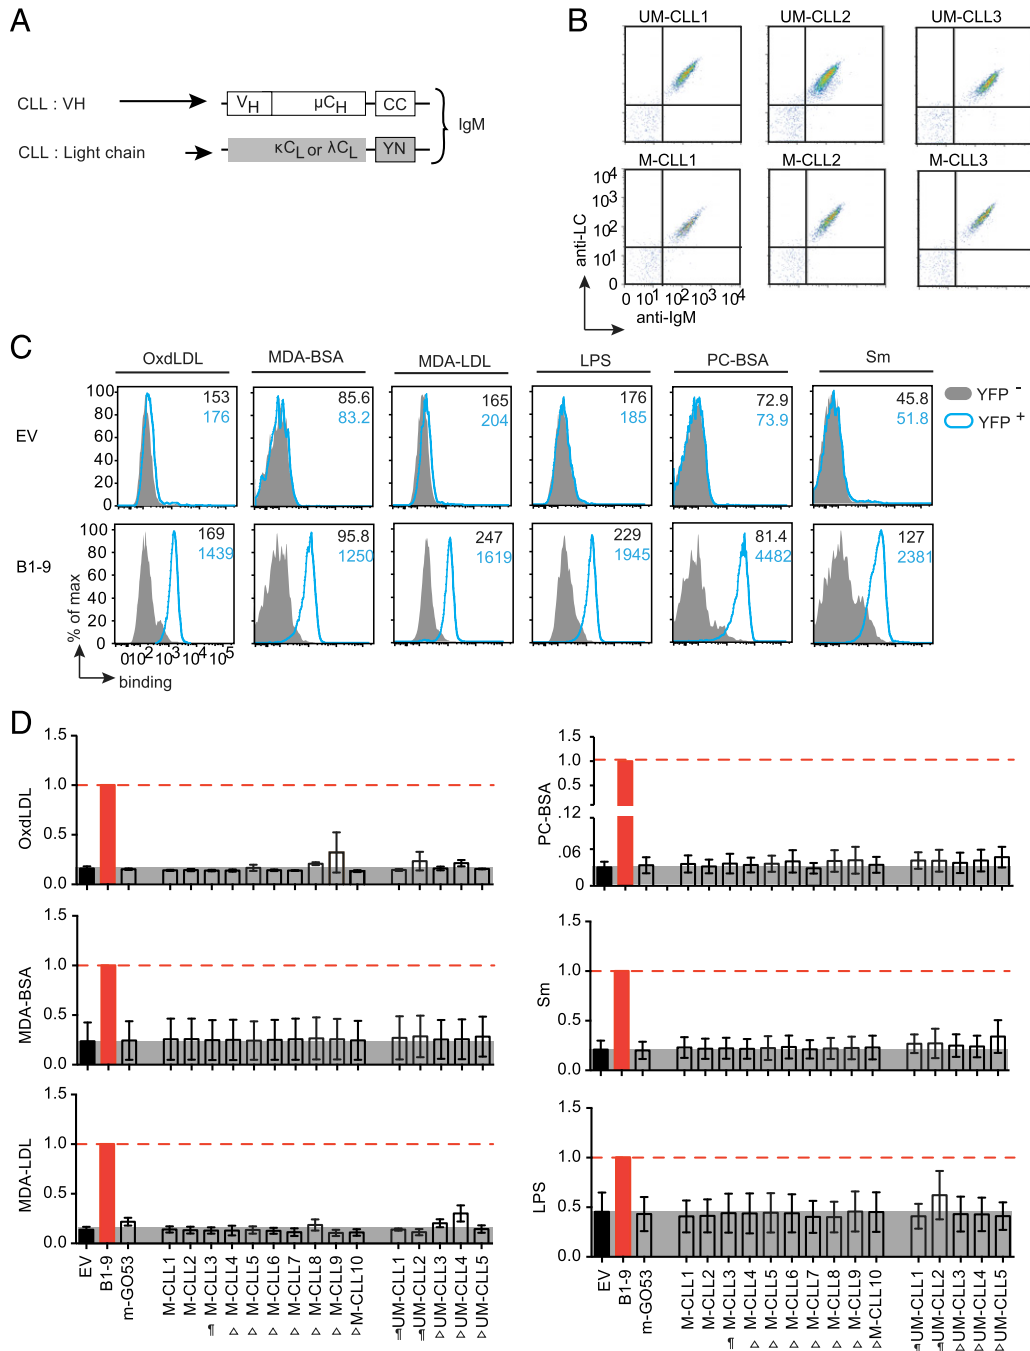 A
CLL : VH
VH
µCH
CC
CLL : Light chain
κCL or λCL
YN
IgM
B
UM-CLL1
UM-CLL2
UM-CLL3
M-CLL1
M-CLL2
M-CLL3
10⁴
10³
10²
10¹
0
anti-LC
0 10¹ 10² 10³ 10⁴
anti-IgM
C
OxdLDL
MDA-BSA
MDA-LDL
LPS
PC-BSA
Sm
YFP -
YFP +
EV
100
80
60
40
20
0
153
176
85.6
83.2
165
204
176
185
72.9
73.9
45.8
51.8
B1-9
100
80
60
40
20
0
169
1439
95.8
1250
247
1619
229
1945
81.4
4482
127
2381
% of max
0 10² 10³ 10⁴ 10⁵
binding
D
OxdLDL
1.5
1.0
0.5
0.0
PC-BSA
1.5
1.0
0.5
.12
.06
0
MDA-BSA
1.5
1.0
0.5
0.0
Sm
1.5
1.0
0.5
0.0
MDA-LDL
1.5
1.0
0.5
0.0
LPS
1.5
1.0
0.5
0.0
EV
B1-9
m-GO53
M-CLL1
M-CLL2
¶ M-CLL3
▹ M-CLL4
▹ M-CLL5
▹ M-CLL6
▹ M-CLL7
▹ M-CLL8
▹ M-CLL9
▹ M-CLL10
¶ UM-CLL1
¶ UM-CLL2
▹ UM-CLL3
▹ UM-CLL4
▹ UM-CLL5
EV
B1-9
m-GO53
M-CLL1
M-CLL2
¶ M-CLL3
▹ M-CLL4
▹ M-CLL5
▹ M-CLL6
▹ M-CLL7
▹ M-CLL8
▹ M-CLL9
▹ M-CLL10
¶ UM-CLL1
¶ UM-CLL2
▹ UM-CLL3
▹ UM-CLL4
▹ UM-CLL5